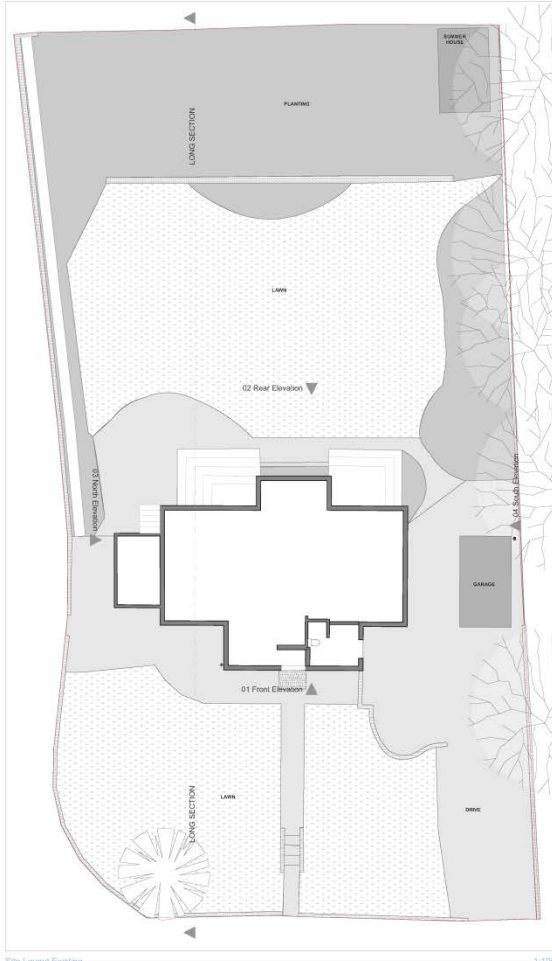 SUMMER
HOUSE
PLANTING
LONG SECTION
LAWN
02 Rear Elevation
03 North Elevation
04 South Elevation
GARAGE
01 Front Elevation
LONG SECTION
LAWN
DRIVE
Site Layout Existing